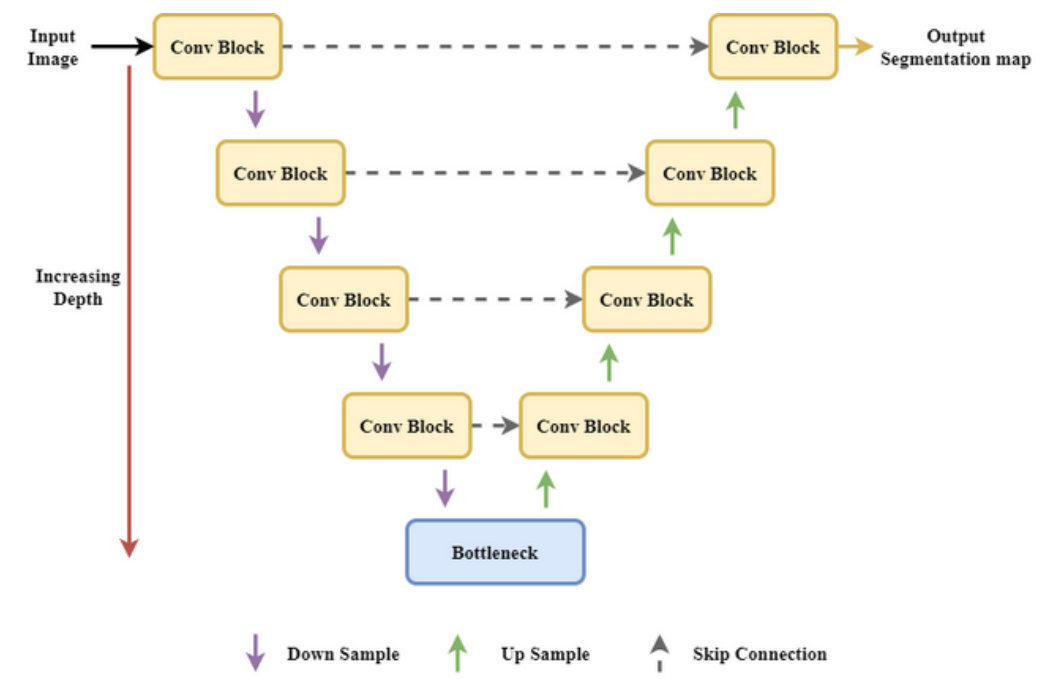 Input
Image
Conv Block
Conv Block
Output
Segmentation map
Conv Block
Conv Block
Increasing
Depth
Conv Block
Conv Block
Conv Block
Conv Block
Bottleneck
Down Sample
Up Sample
Skip Connection